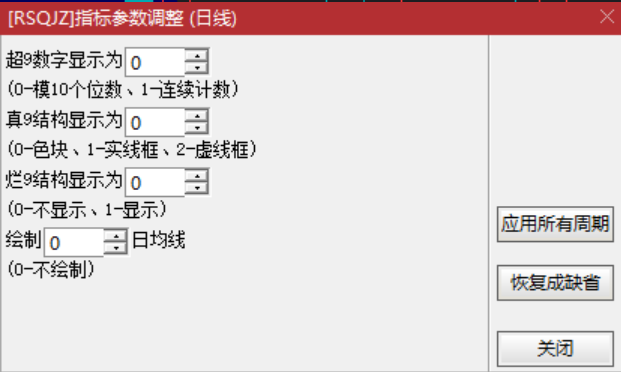 [RSQJZ]指标参数调整 (日线)
超9数字显示为 0
(0-模10个位数、1-连续计数)
真9结构显示为 0
(0-色块、1-实线框、2-虚线框)
烂9结构显示为 0
(0-不显示、1-显示)
绘制 0 日均线
(0-不绘制)
应用所有周期
恢复成缺省
关闭